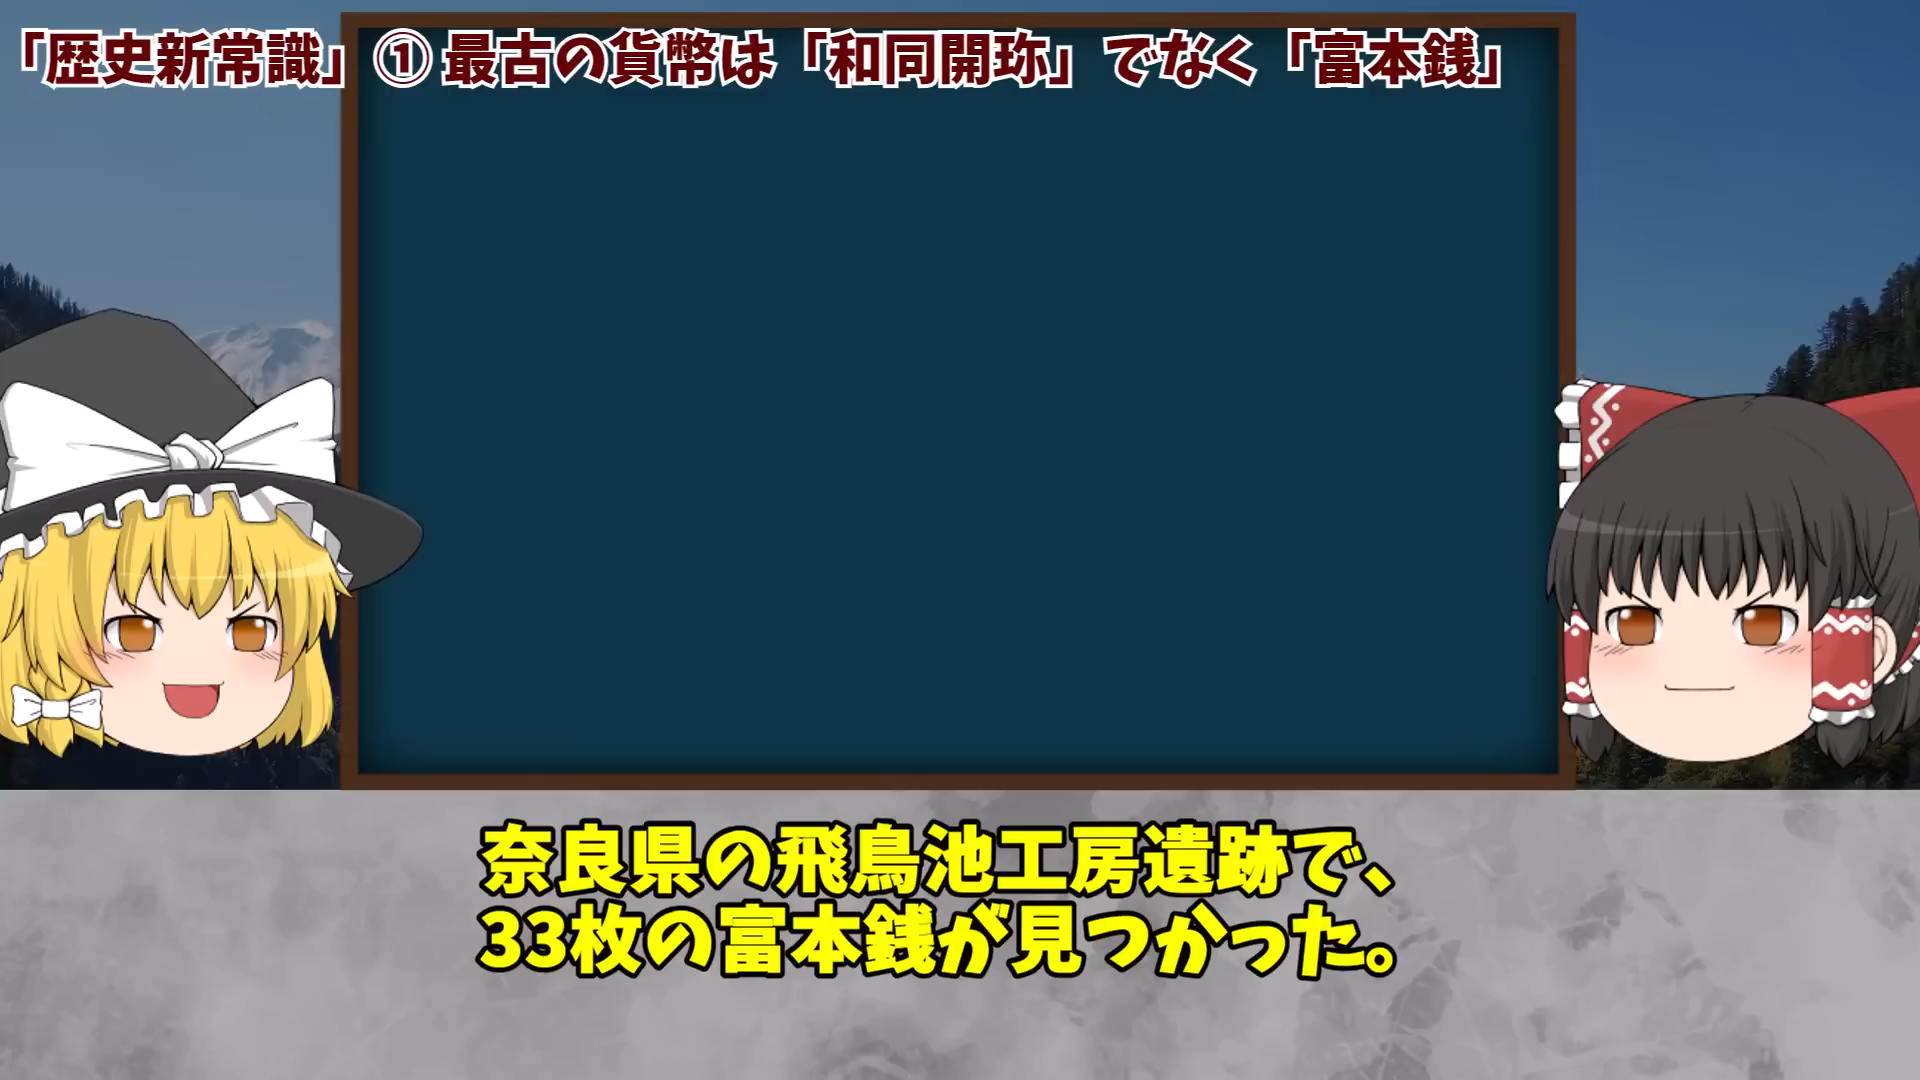 「歴史新常識」① 最古の貨幣は「和同開珎」でなく「富本銭」
奈良県の飛鳥池工房遺跡で、
33枚の富本銭が見つかった。